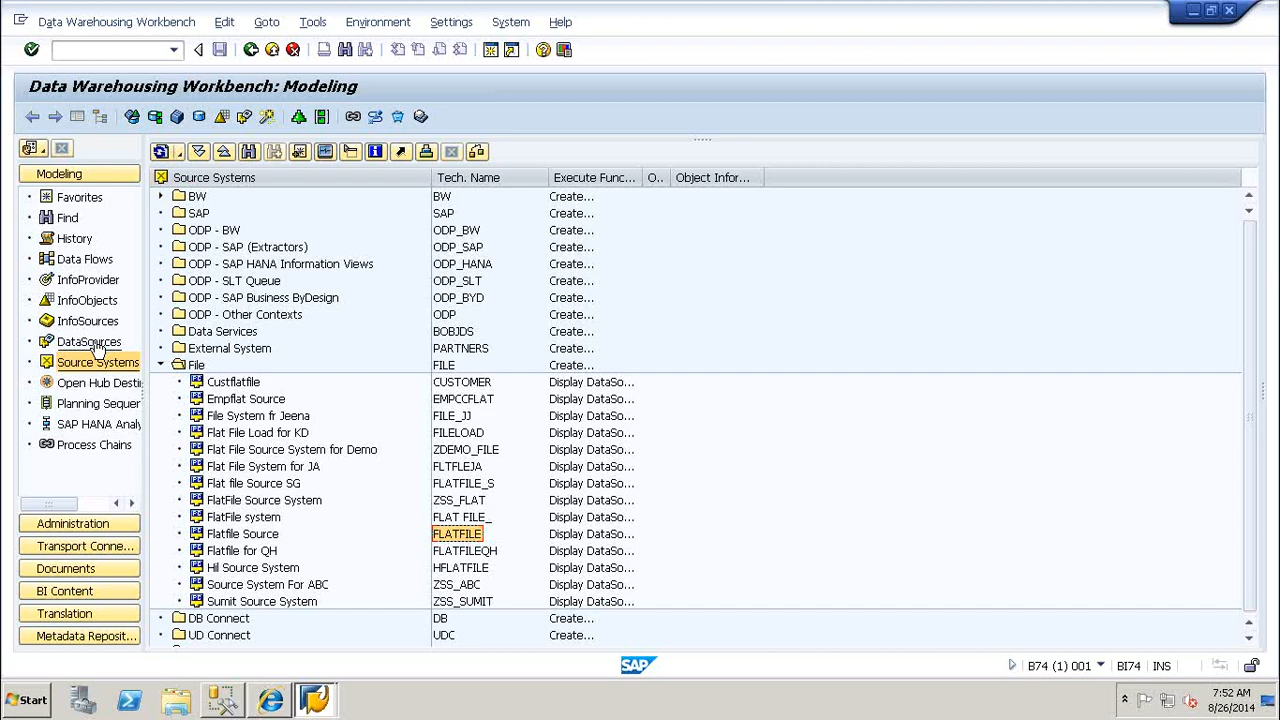 Data Warehousing Workbench Edit Goto Tools Environment Settings System Help
Data Warehousing Workbench: Modeling
Modeling
Favorites
Find
History
Data Flows
InfoProvider
InfoObjects
InfoSources
DataSources
Source Systems
Open Hub Desti
Planning Sequer
SAP HANA Analy
Process Chains
Administration
Transport Conne...
Documents
BI Content
Translation
Metadata Reposit...
Source Systems Tech. Name Execute Func... O.. Object Infor...
BW BW Create...
SAP SAP Create...
ODP - BW ODP_BW Create...
ODP - SAP (Extractors) ODP_SAP Create...
ODP - SAP HANA Information Views ODP_HANA Create...
ODP - SLT Queue ODP_SLT Create...
ODP - SAP Business ByDesign ODP_BYD Create...
ODP - Other Contexts ODP Create...
Data Services BOBJDS Create...
External System PARTNERS Create...
File FILE Create...
Custflatfile CUSTOMER Display DataSo...
Empflat Source EMPCCFLAT Display DataSo...
File System fr Jeena FILE_JJ Display DataSo...
Flat File Load for KD FILELOAD Display DataSo...
Flat File Source System for Demo ZDEMO_FILE Display DataSo...
Flat File System for JA FLTFLEJA Display DataSo...
Flat file Source SG FLATFILE_S Display DataSo...
FlatFile Source System ZSS_FLAT Display DataSo...
FlatFile system FLAT FILE_ Display DataSo...
Flatfile Source FLATFILE Display DataSo...
Flatfile for QH FLATFILEQH Display DataSo...
Hil Source System HFLATFILE Display DataSo...
Source System For ABC ZSS_ABC Display DataSo...
Sumit Source System ZSS_SUMIT Display DataSo...
DB Connect DB Create...
UD Connect UDC Create...
SAP
B74 (1) 001 BI74 INS
Start
7:52 AM
8/26/2014